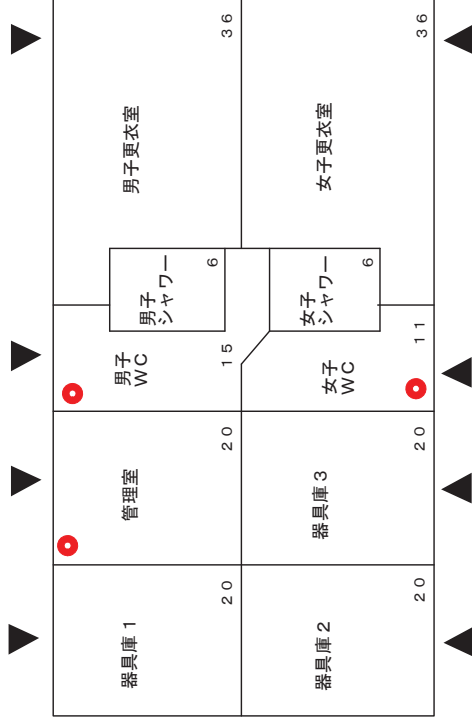 器具庫１
２０
管理室
２０
男子
ＷＣ
１５
男子
シャワー
６
男子更衣室
３６
器具庫２
２０
器具庫３
２０
女子
ＷＣ
１１
女子
シャワー
６
女子更衣室
３６